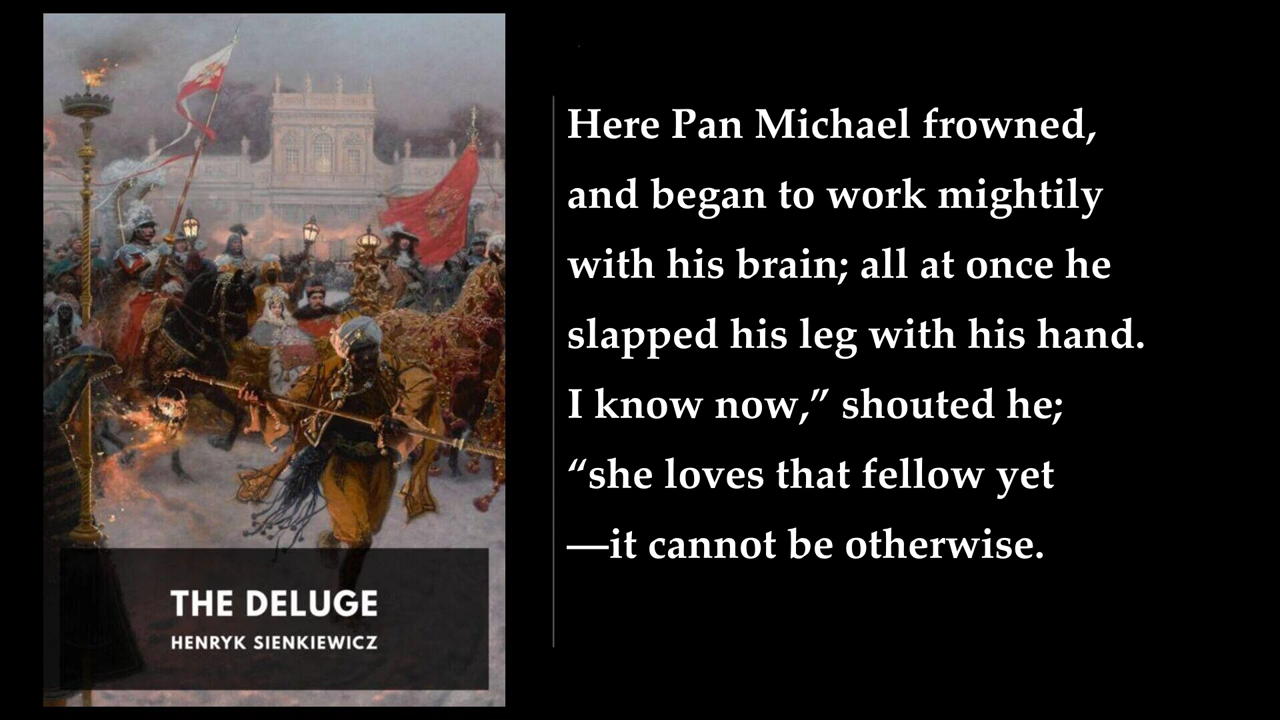 THE DELUGE
HENRYK SIENKIEWICZ
Here Pan Michael frowned,
and began to work mightily
with his brain; all at once he
slapped his leg with his hand.
I know now,” shouted he;
“she loves that fellow yet
—it cannot be otherwise.